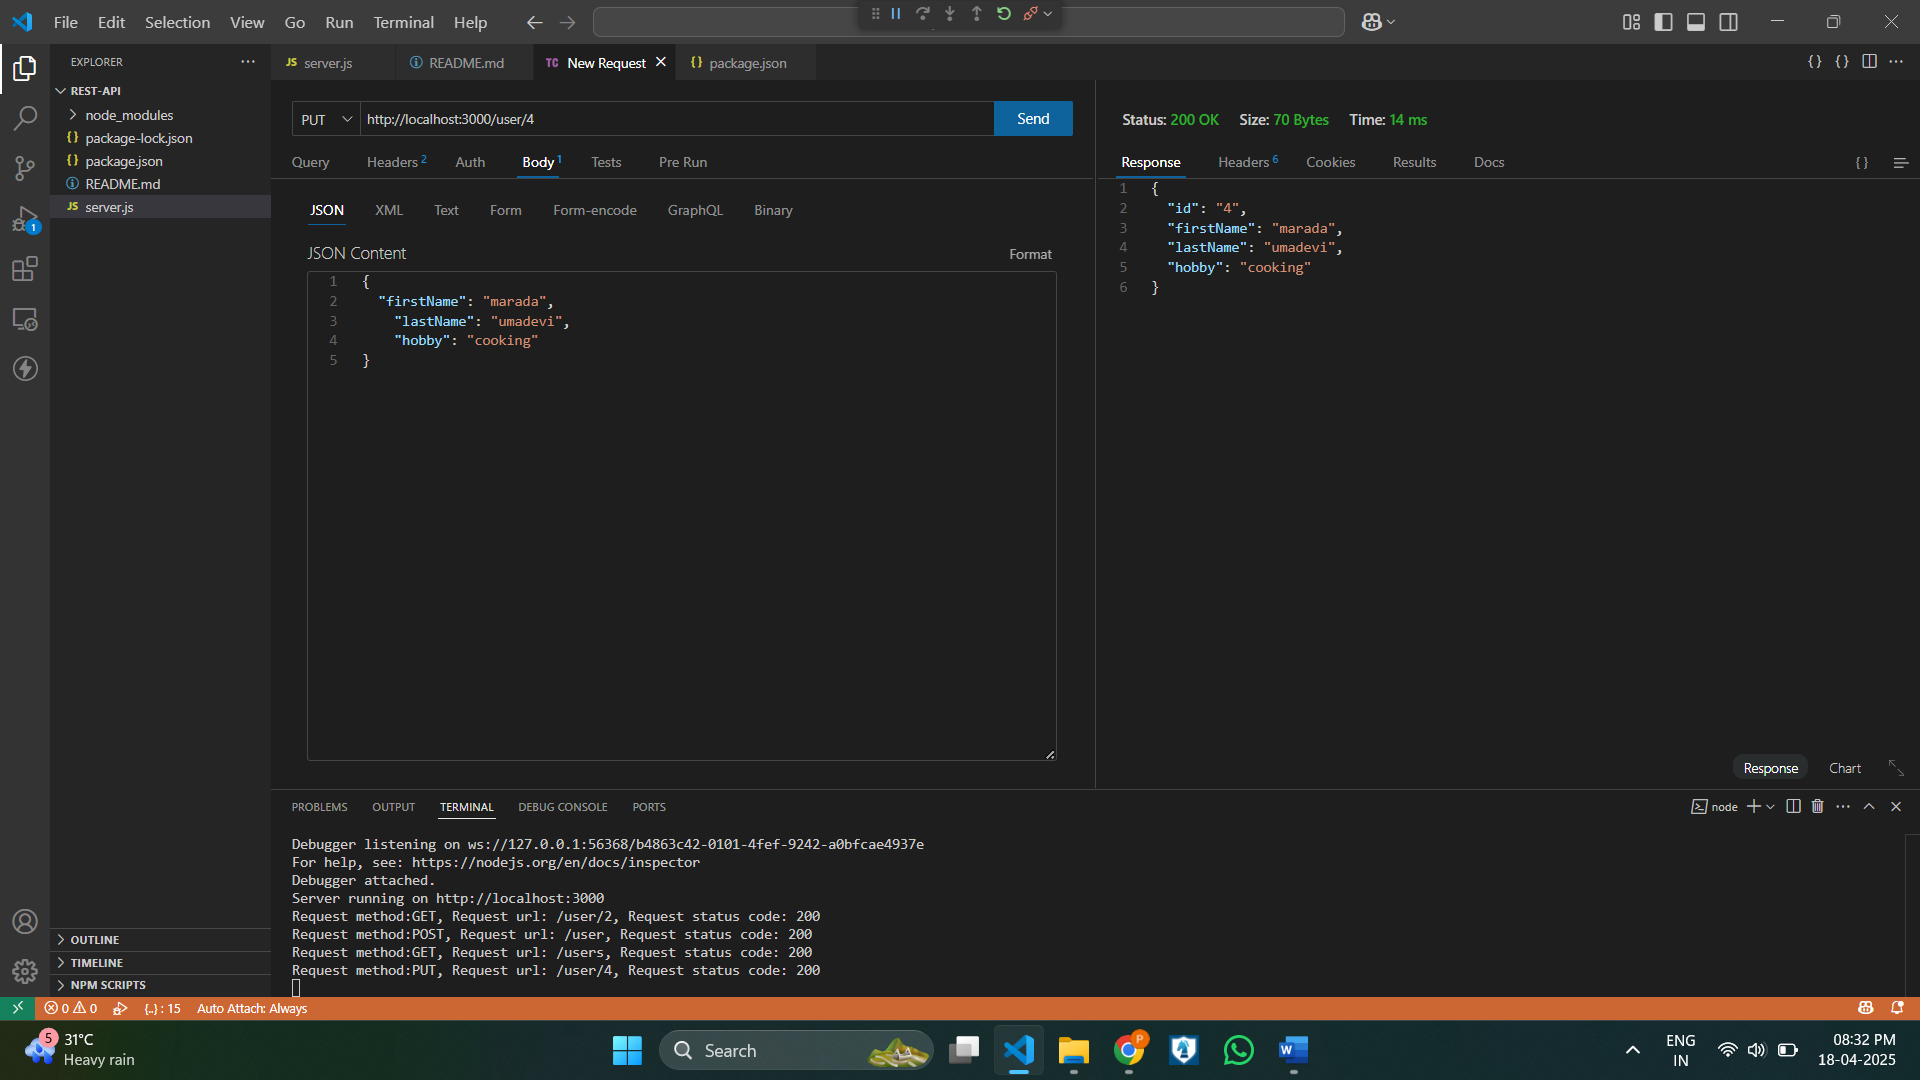 File Edit Selection View Go Run Terminal Help
EXPLORER
REST-API
node_modules
{} package-lock.json
{} package.json
README.md
JS server.js
OUTLINE
TIMELINE
NPM SCRIPTS
JS server.js
README.md
TC New Request
{} package.json
PUT
http://localhost:3000/user/4
Send
Query Headers 2 Auth Body 1 Tests Pre Run
JSON XML Text Form Form-encode GraphQL Binary
JSON Content
Format
1 {
2 "firstName": "marada",
3 "lastName": "umadevi",
4 "hobby": "cooking"
5 }
Status: 200 OK Size: 70 Bytes Time: 14 ms
Response Headers 6 Cookies Results Docs
{}
1 {
2 "id": "4",
3 "firstName": "marada",
4 "lastName": "umadevi",
5 "hobby": "cooking"
6 }
Response Chart
PROBLEMS OUTPUT TERMINAL DEBUG CONSOLE PORTS
node
Debugger listening on ws://127.0.0.1:56368/b4863c42-0101-4fef-9242-a0bfcae4937e
For help, see: https://nodejs.org/en/docs/inspector
Debugger attached.
Server running on http://localhost:3000
Request method:GET, Request url: /user/2, Request status code: 200
Request method:POST, Request url: /user, Request status code: 200
Request method:GET, Request url: /users, Request status code: 200
Request method:PUT, Request url: /user/4, Request status code: 200
0 0 {..} : 15 Auto Attach: Always
5
31°C
Heavy rain
Search
P
W
ENG
IN
08:32 PM
18-04-2025
1